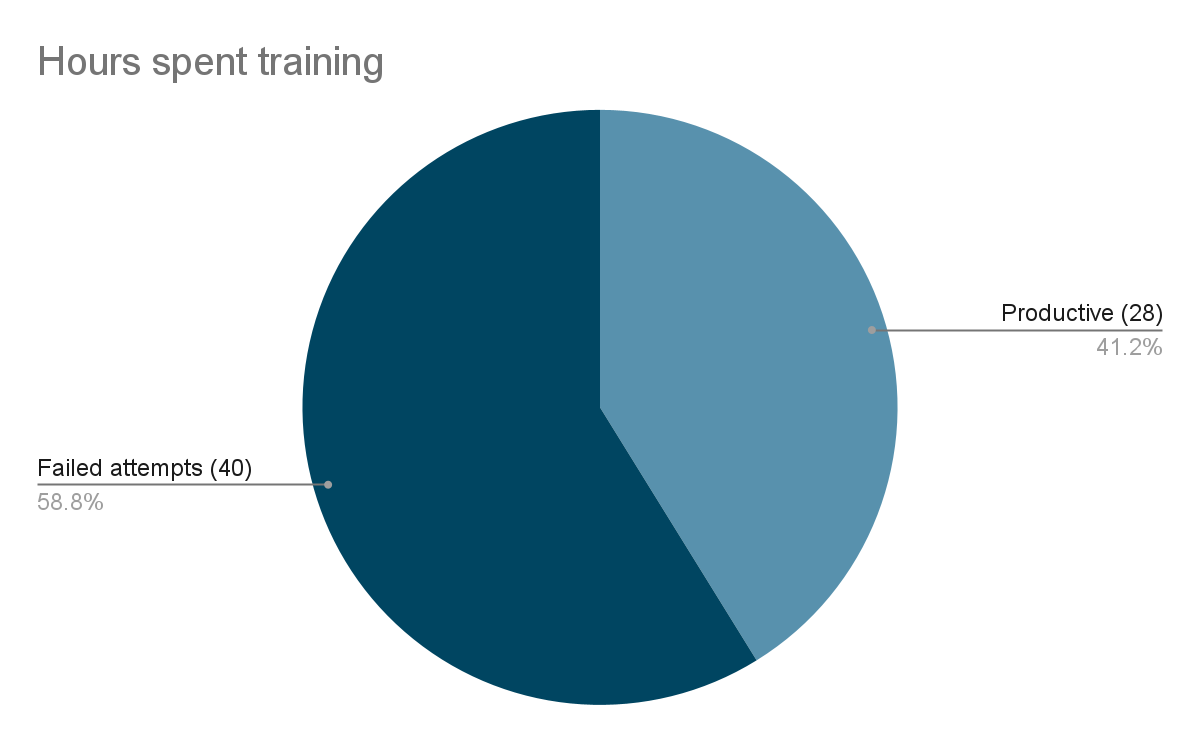 Hours spent training
Productive (28)
41.2%
Failed attempts (40)
58.8%